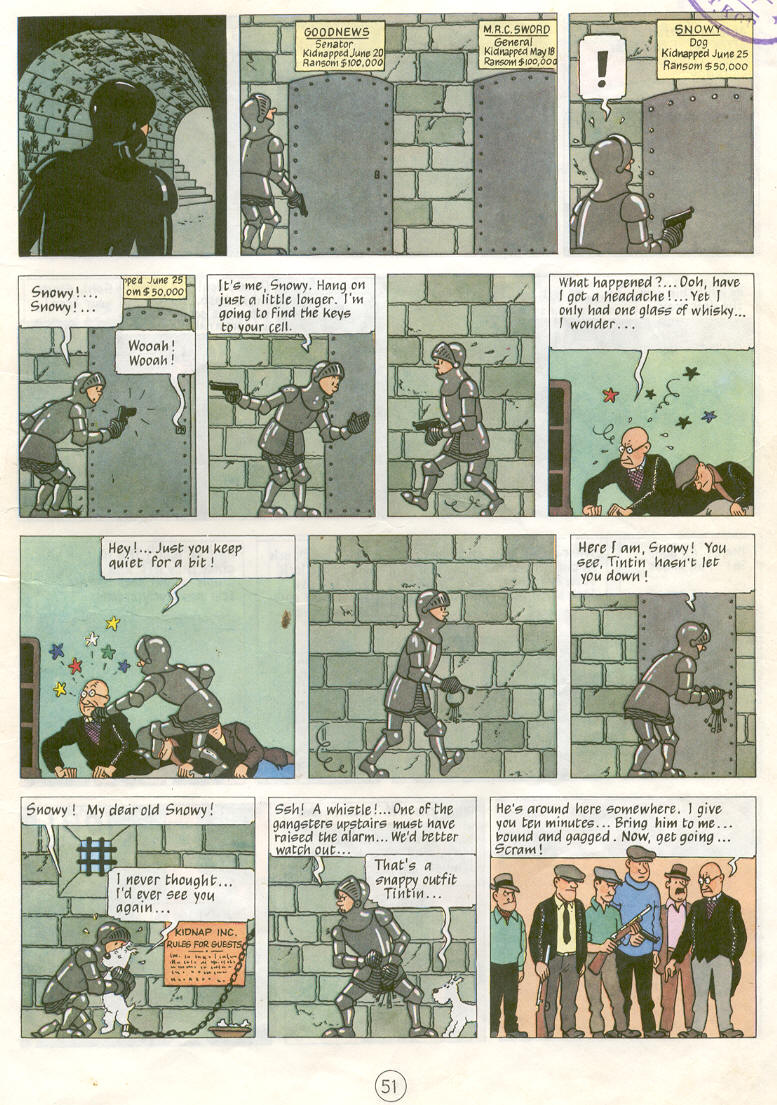 GOODNEWS
Senator
Kidnapped June 20
Ransom $100,000
M.R.C. SWORD
General
Kidnapped May 18
Ransom $100,000
SNOWY
Dog
Kidnapped June 25
Ransom $50,000
!
Snowy!...
Snowy!...
pped June 25
om $50,000
Wooah!
Wooah!
It's me, Snowy. Hang on
just a little longer. I'm
going to find the keys
to your cell.
What happened?... Ooh, have
I got a headache!... Yet I
only had one glass of whisky...
I wonder...
Hey!... Just you keep
quiet for a bit!
Here I am, Snowy! You
see, Tintin hasn't let
you down!
Snowy! My dear old Snowy!
I never thought...
I'd ever see you
again...
KIDNAP INC.
RULES FOR GUESTS
Ssh! A whistle!... One of the
gangsters upstairs must have
raised the alarm... We'd better
watch out...
That's a
snappy outfit
Tintin...
He's around here somewhere. I give
you ten minutes... Bring him to me...
bound and gagged. Now, get going...
Scram!
51